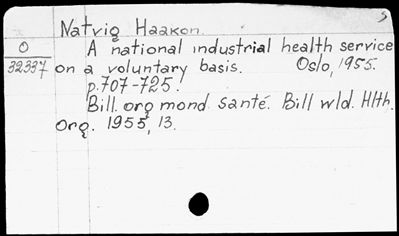 5
Natvig Haakon.
O
32337
A national industrial health service
on a voluntary basis. Oslo, 1955.
p.707-725.
Bill. org mond santé. Bill wld. Hlth.
Org. 1955, 13.